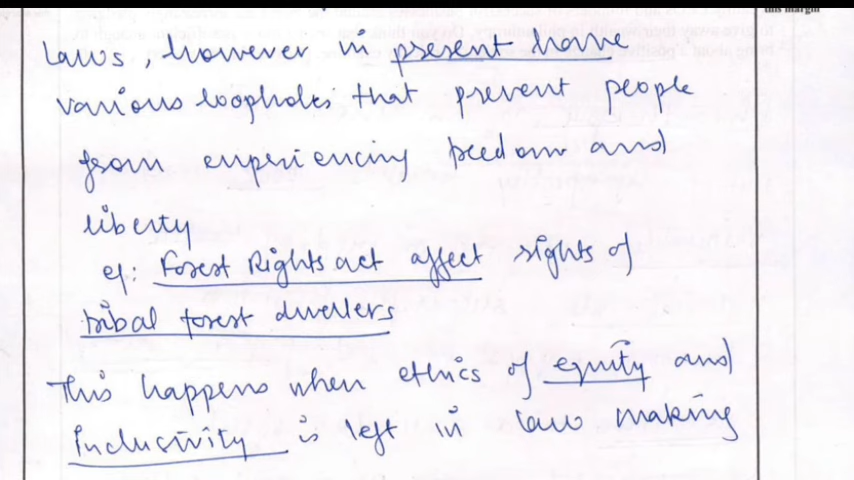 this margin
laws, however in present have
various loopholes that prevent people
from experiencing freedom and
liberty
eg: Forest Rights act affect rights of
tribal forest dwellers
This happens when ethics of equity and
inclusivity is left in law making